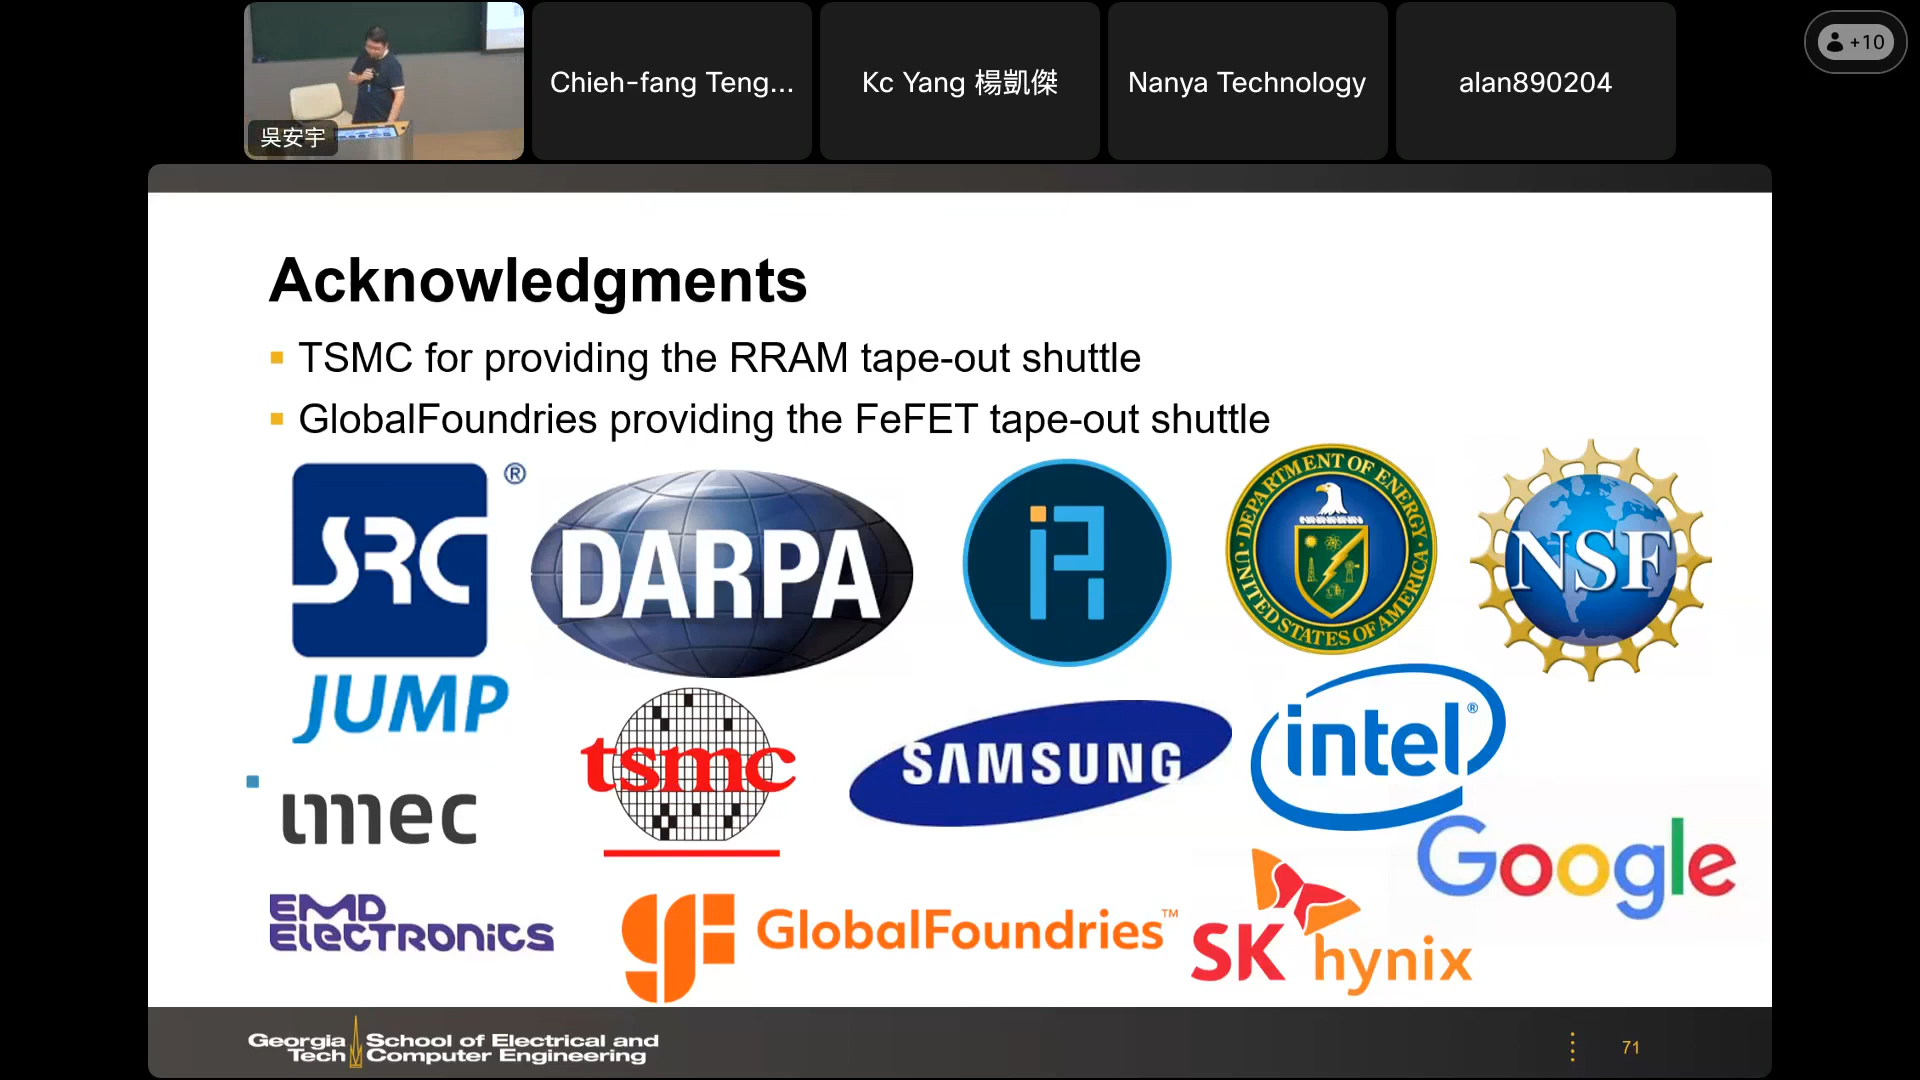 吳安宇
Chieh-fang Teng...
Kc Yang 楊凱傑
Nanya Technology
alan890204
+10
Acknowledgments
TSMC for providing the RRAM tape-out shuttle
GlobalFoundries providing the FeFET tape-out shuttle
SRC®
JUMP
DARPA
DEPARTMENT OF ENERGY
UNITED STATES OF AMERICA
NSF
imec
tsmc
SAMSUNG
intel®
Google
EMD
ELECTRONICS
GlobalFoundries™
SK hynix
Georgia Tech
School of Electrical and
Computer Engineering
71